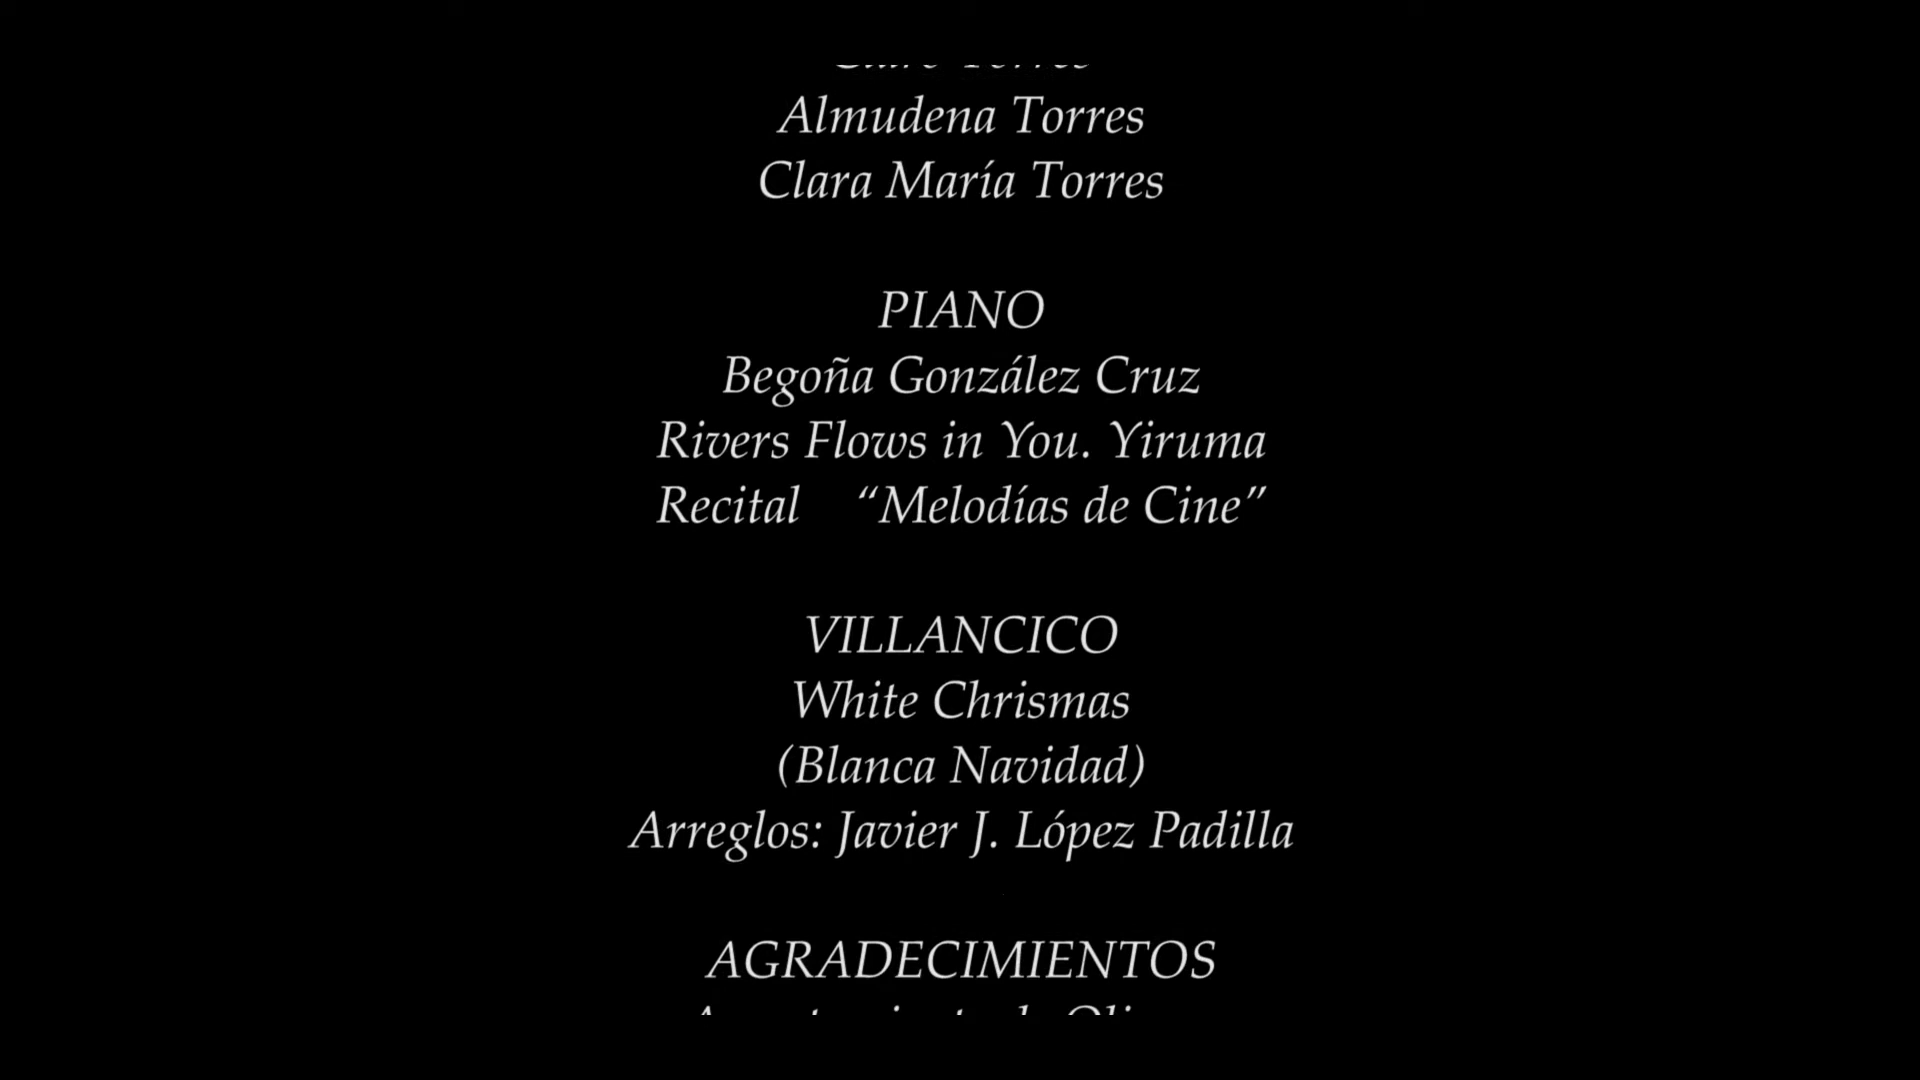 Torres
Almudena Torres
Clara María Torres
PIANO
Begoña González Cruz
Rivers Flows in You. Yiruma
Recital “Melodías de Cine”
VILLANCICO
White Chrismas
(Blanca Navidad)
Arreglos: Javier J. López Padilla
AGRADECIMIENTOS